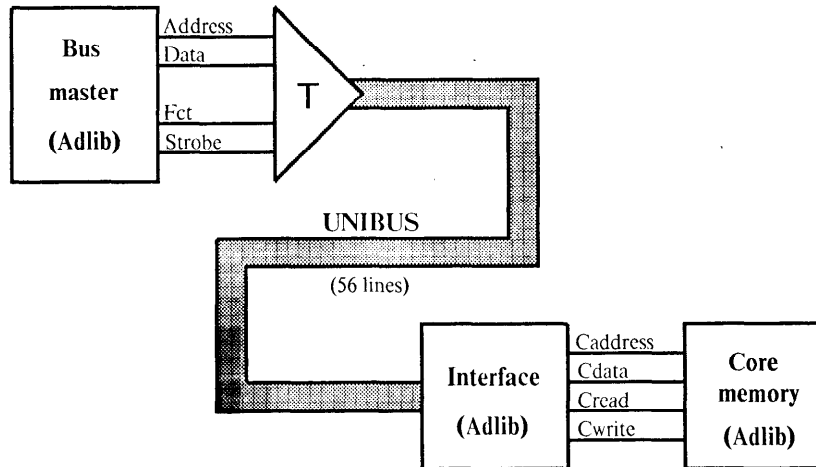 Bus
master
(Adlib)
Address
Data
Fct
Strobe
T
UNIBUS
(56 lines)
Interface
(Adlib)
Caddress
Cdata
Cread
Cwrite
Core
memory
(Adlib)